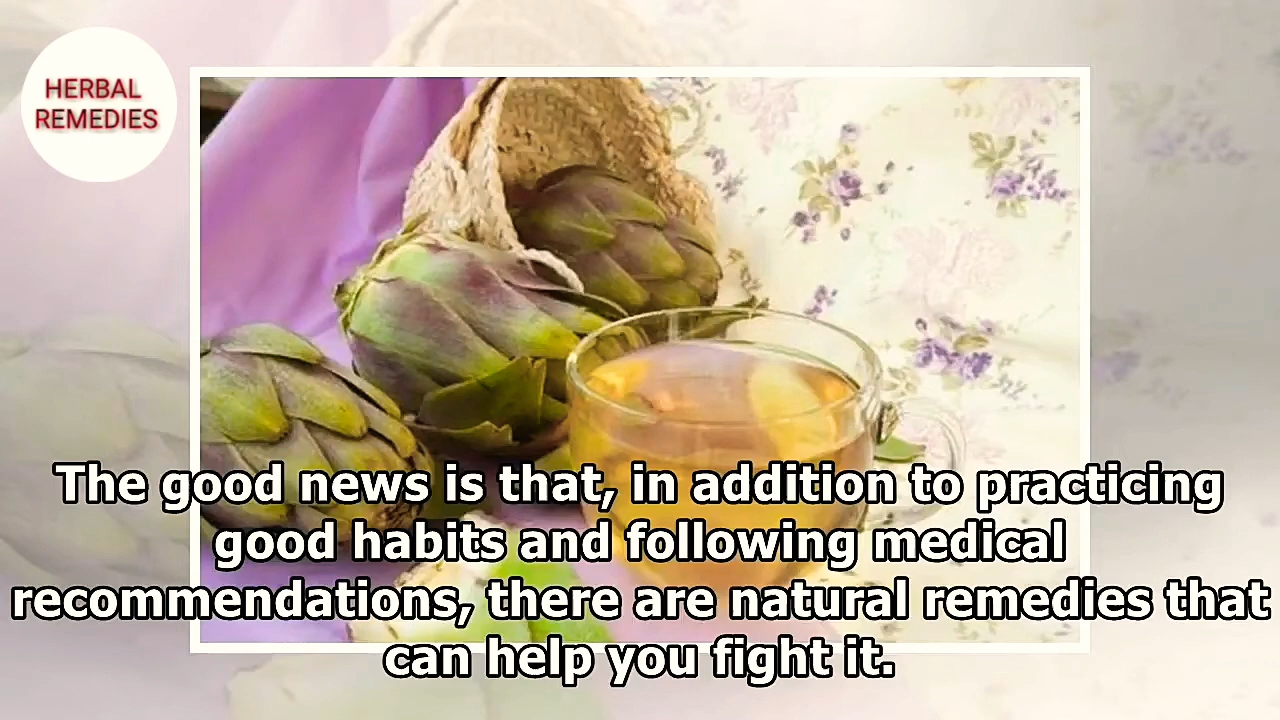 HERBAL
REMEDIES
The good news is that, in addition to practicing
good habits and following medical
recommendations, there are natural remedies that
can help you fight it.